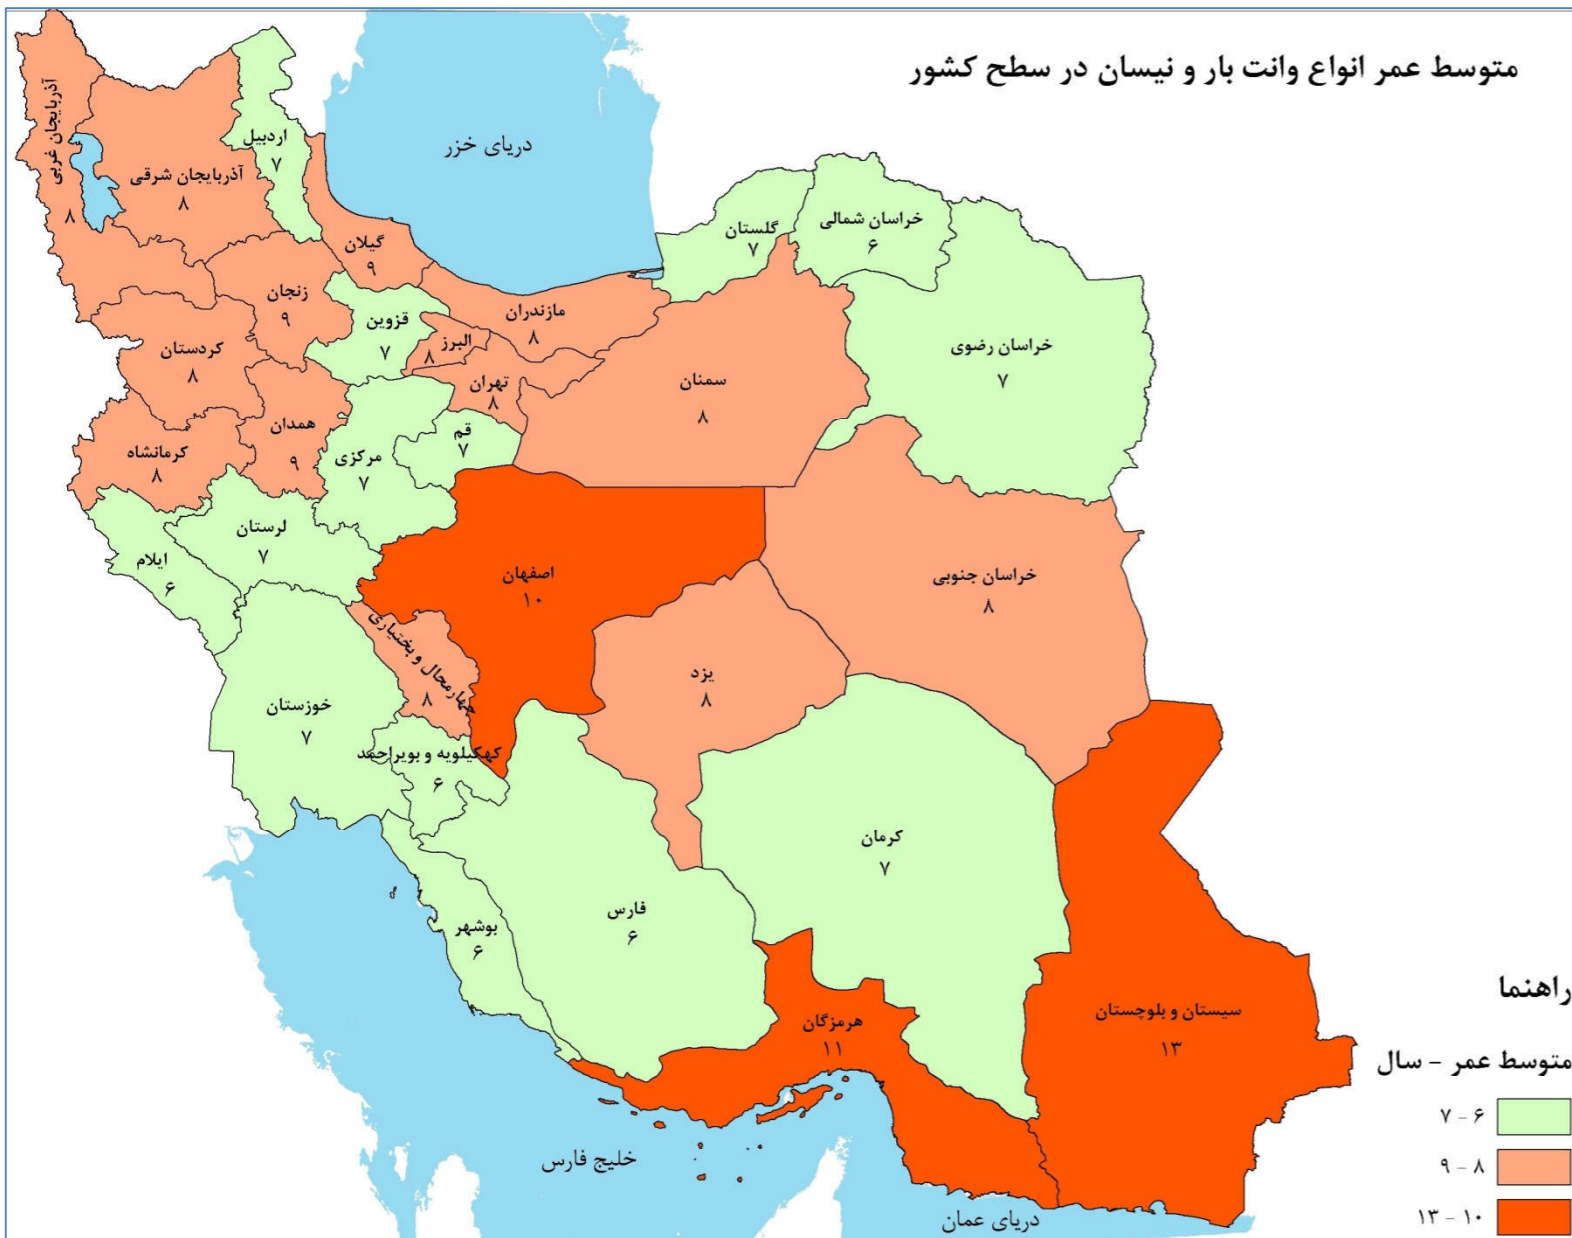 متوسط عمر انواع وانت بار و نیسان در سطح کشور
دریای خزر
آذربایجان غربی
۸
آذربایجان شرقی
۸
اردبیل
۷
گیلان
۹
زنجان
۹
کردستان
۸
کرمانشاه
۸
همدان
۹
قزوین
۷
البرز
۸
مازندران
۸
تهران
۸
گلستان
۷
خراسان شمالی
۶
خراسان رضوی
۷
سمنان
۸
قم
۷
مرکزی
۷
لرستان
۷
ایلام
۶
اصفهان
۱۰
خراسان جنوبی
۸
یزد
۸
چهارمحال و بختیاری
۸
خوزستان
۷
کهکیلویه و بویراحمد
۶
کرمان
۷
فارس
۶
بوشهر
۶
هرمزگان
۱۱
سیستان و بلوچستان
۱۳
خلیج فارس
دریای عمان
راهنما
متوسط عمر - سال
۶ - ۷
۸ - ۹
۱۰ - ۱۳